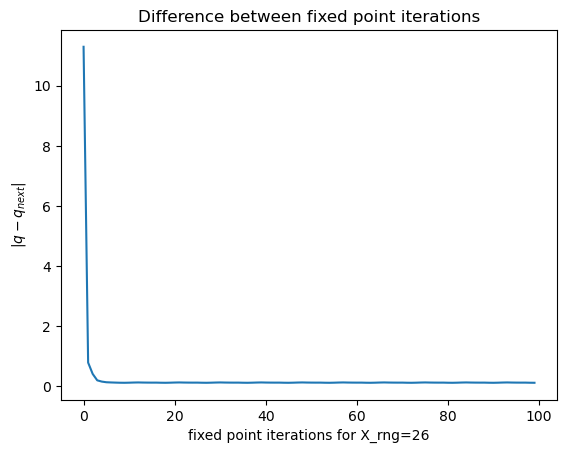 Difference between fixed point iterations
|q − q_next|
10
8
6
4
2
0
0 20 40 60 80 100
fixed point iterations for X_rng=26